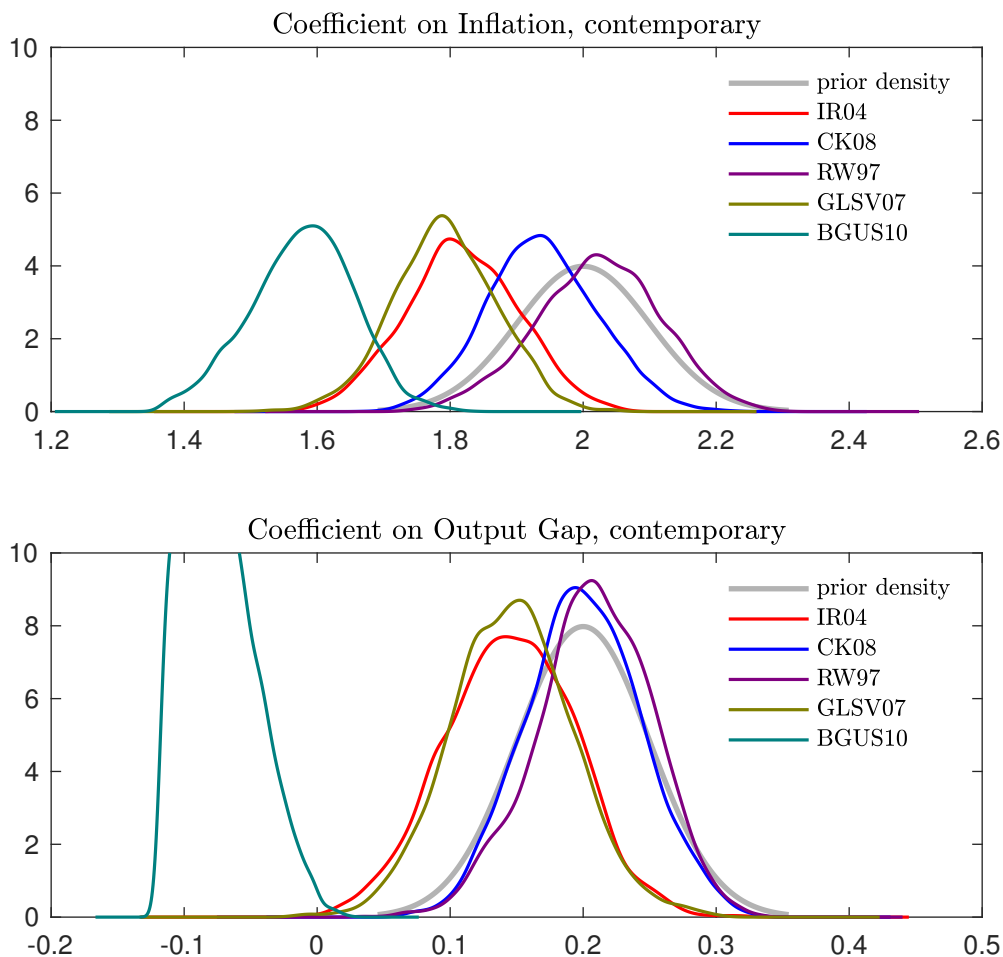 Coefficient on Inflation, contemporary
10
8
6
4
2
0
prior density
IR04
CK08
RW97
GLSV07
BGUS10
1.2 1.4 1.6 1.8 2 2.2 2.4 2.6
Coefficient on Output Gap, contemporary
10
8
6
4
2
0
prior density
IR04
CK08
RW97
GLSV07
BGUS10
-0.2 -0.1 0 0.1 0.2 0.3 0.4 0.5